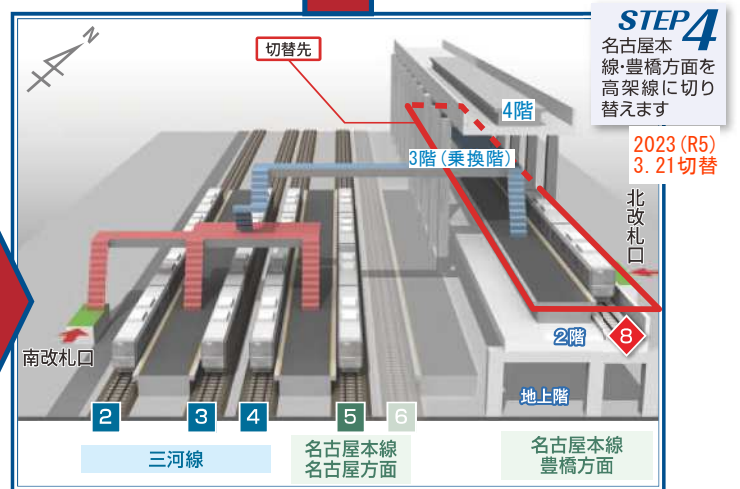 STEP4
名古屋本
線・豊橋方面を
高架線に切り
替えます
2023(R5)
3.21切替
N
切替先
4階
3階(乗換階)
北改札口
南改札口
2階
8
地上階
2
3
4
5
6
三河線
名古屋本線
名古屋方面
名古屋本線
豊橋方面